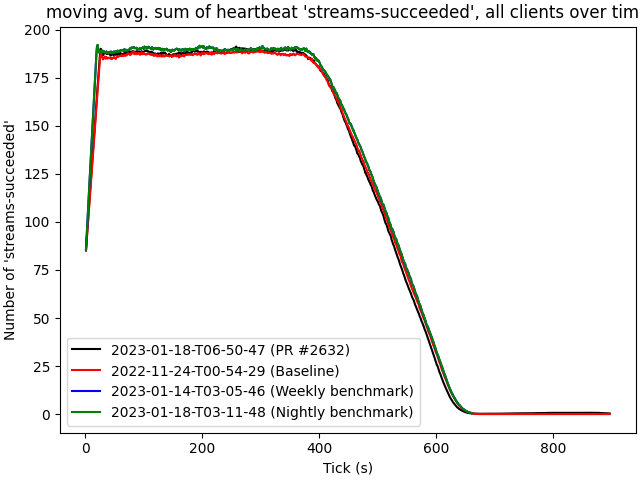 moving avg. sum of heartbeat 'streams-succeeded', all clients over tim
Number of 'streams-succeeded'
200
175
150
125
100
75
50
25
0
2023-01-18-T06-50-47 (PR #2632)
2022-11-24-T00-54-29 (Baseline)
2023-01-14-T03-05-46 (Weekly benchmark)
2023-01-18-T03-11-48 (Nightly benchmark)
0 200 400 600 800
Tick (s)